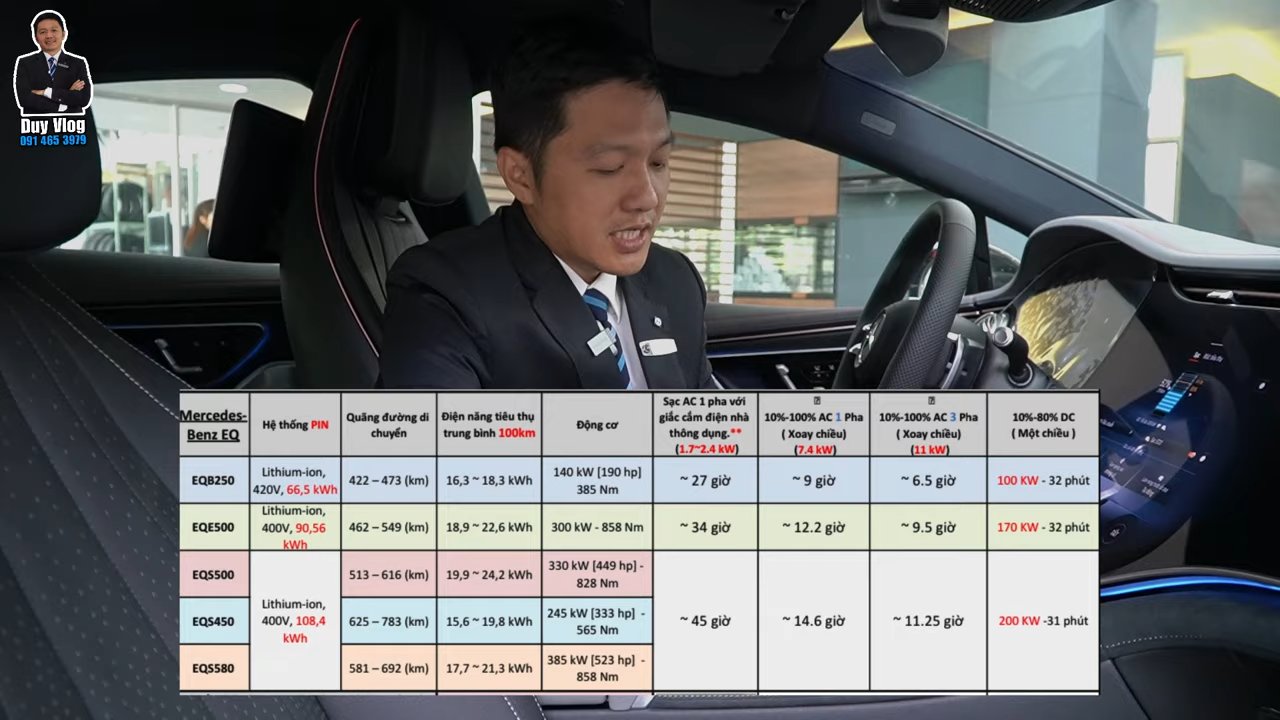 Duy Vlog
091 465 3979
Mercedes-
Benz EQ
Hệ thống PIN
Quãng đường di
chuyển
Điện năng tiêu thụ
trung bình 100km
Động cơ
Sạc AC 1 pha với
giắc cắm điện nhà
thông dụng.**
(1.7~2.4 kW)
10%-100% AC 1 Pha
( Xoay chiều)
(7.4 kW)
10%-100% AC 3 Pha
( Xoay chiều)
(11 kW)
10%-80% DC
( Một chiều )
EQB250
Lithium-ion,
420V, 66,5 kWh
422 – 473 (km)
16,3 ~ 18,3 kWh
140 kW [190 hp]
385 Nm
~ 27 giờ
~ 9 giờ
~ 6.5 giờ
100 KW - 32 phút
EQE500
Lithium-ion,
400V, 90,56
kWh
462 – 549 (km)
18,9 ~ 22,6 kWh
300 kW - 858 Nm
~ 34 giờ
~ 12.2 giờ
~ 9.5 giờ
170 KW - 32 phút
EQS500
513 – 616 (km)
19,9 ~ 24,2 kWh
330 kW [449 hp] -
828 Nm
Lithium-ion,
400V, 108,4
kWh
EQS450
625 – 783 (km)
15,6 ~ 19,8 kWh
245 kW [333 hp] -
565 Nm
~ 45 giờ
~ 14.6 giờ
~ 11.25 giờ
200 KW -31 phút
EQS580
581 – 692 (km)
17,7 ~ 21,3 kWh
385 kW [523 hp] -
858 Nm